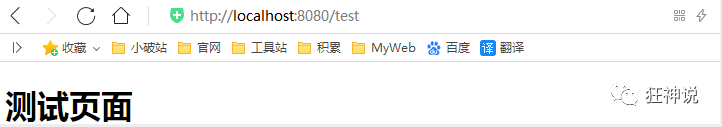 http://localhost:8080/test
收藏 小破站 官网 工具站 积累 MyWeb 百度 译 翻译
测试页面
狂神说